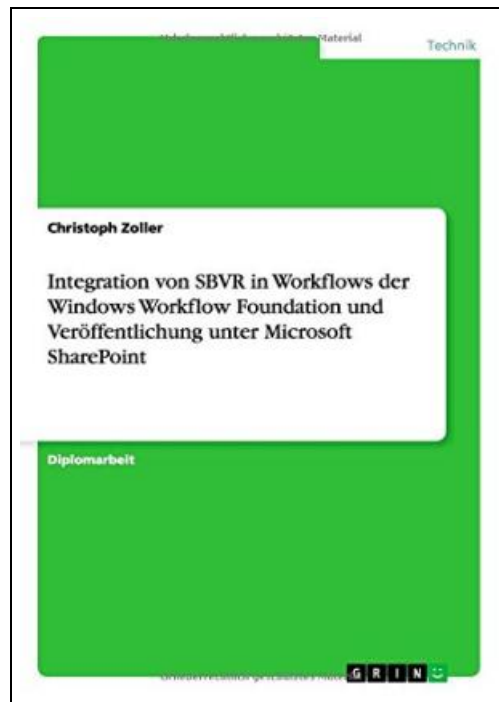 Material
Technik
Christoph Zoller
Integration von SBVR in Workflows der
Windows Workflow Foundation und
Veröffentlichung unter Microsoft
SharePoint
Diplomarbeit
GRIN